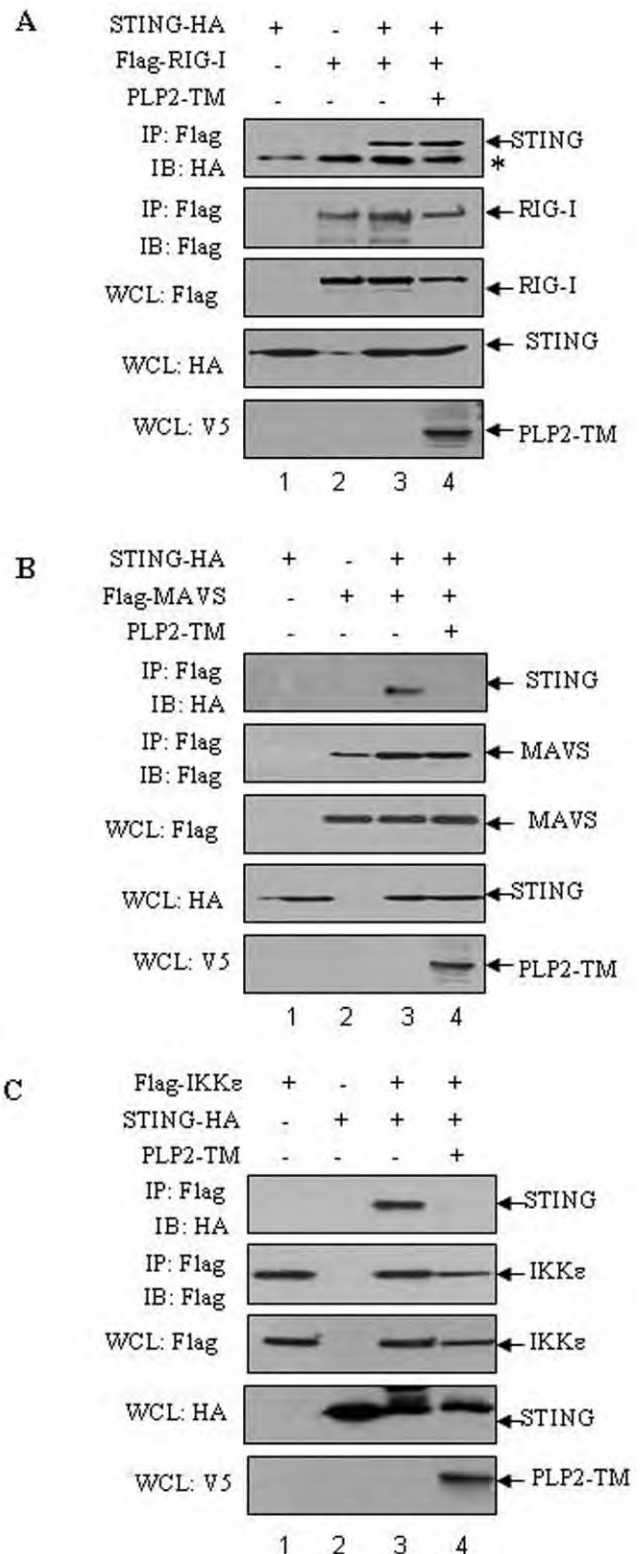 A
STING-HA + - + +
Flag-RIG-I - + + +
PLP2-TM - - - +
IP: Flag
IB: HA
STING
*
IP: Flag
IB: Flag
RIG-I
WCL: Flag
RIG-I
WCL: HA
STING
WCL: V5
PLP2-TM
1 2 3 4
B
STING-HA + - + +
Flag-MAVS - + + +
PLP2-TM - - - +
IP: Flag
IB: HA
STING
IP: Flag
IB: Flag
MAVS
WCL: Flag
MAVS
WCL: HA
STING
WCL: V5
PLP2-TM
1 2 3 4
C
Flag-IKKε + - + +
STING-HA - + + +
PLP2-TM - - - +
IP: Flag
IB: HA
STING
IP: Flag
IB: Flag
IKKε
WCL: Flag
IKKε
WCL: HA
STING
WCL: V5
PLP2-TM
1 2 3 4